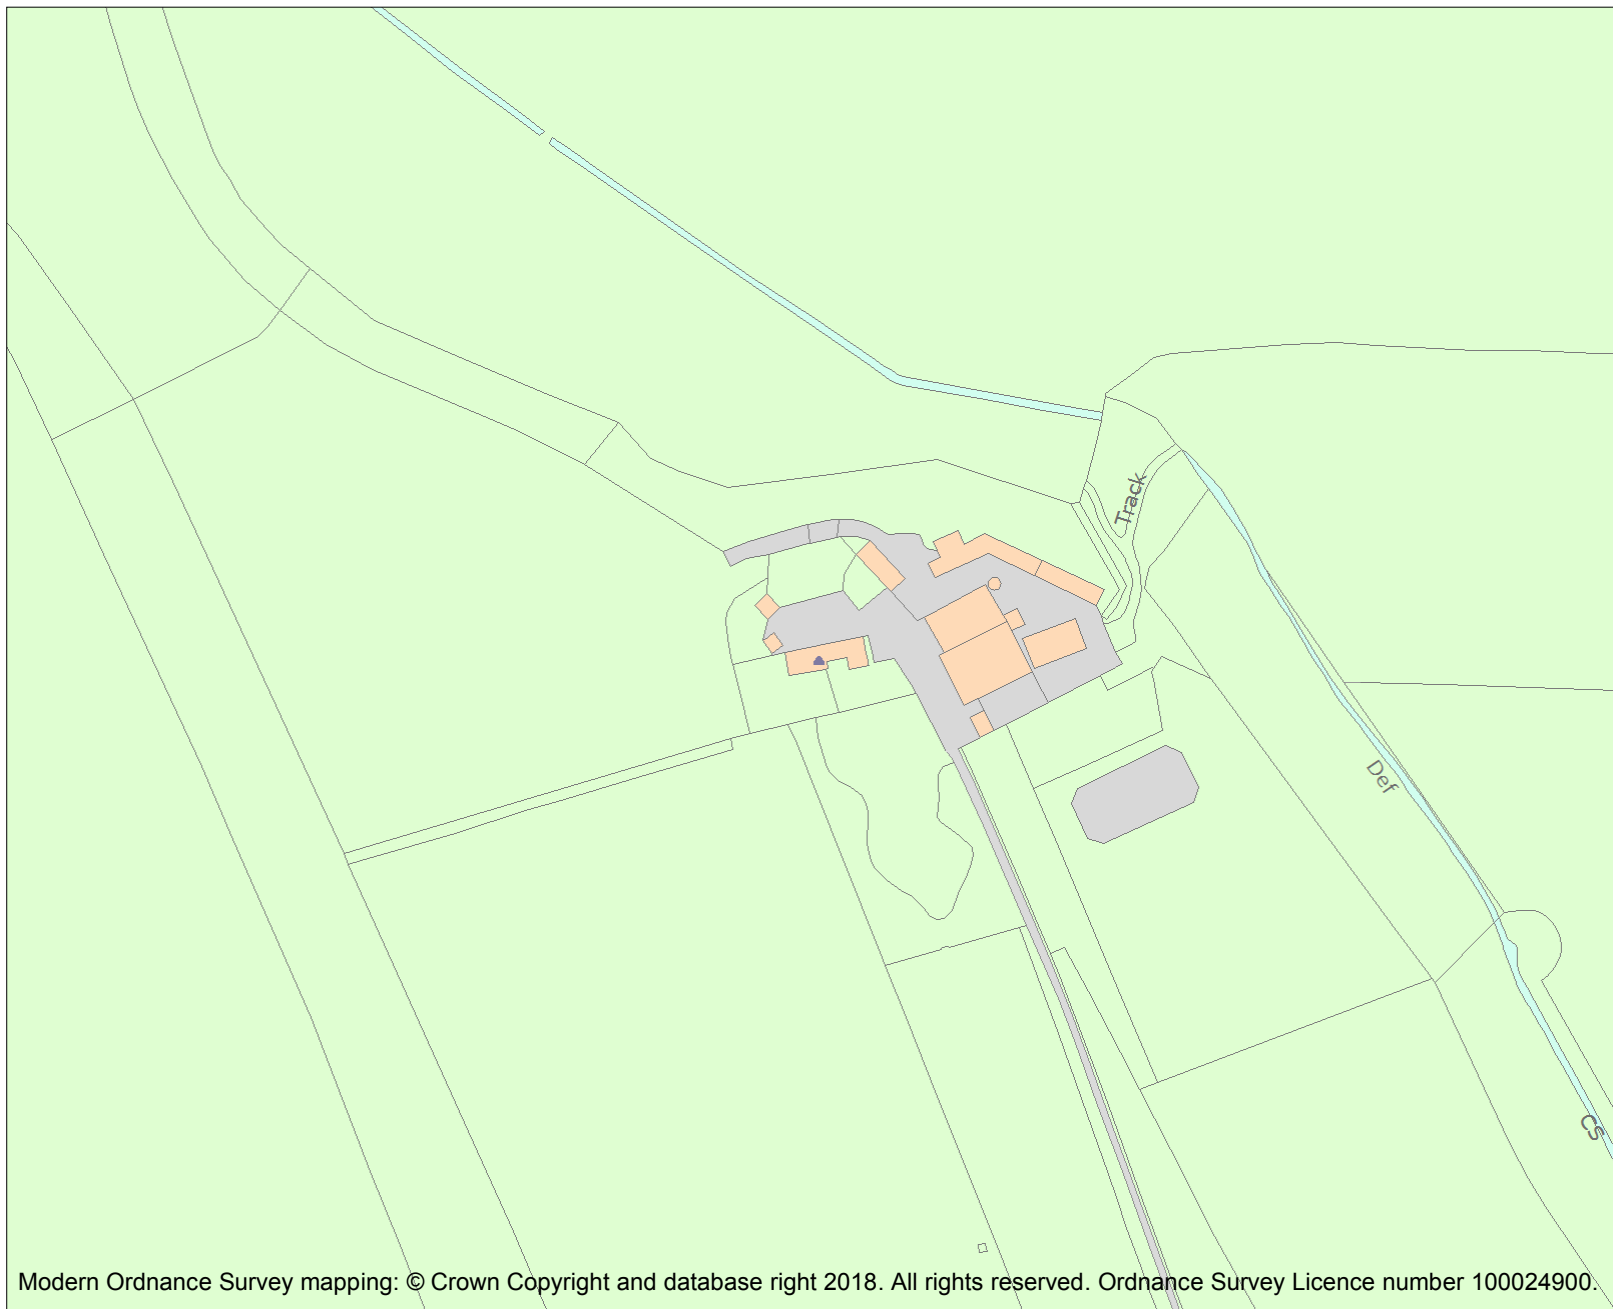 Track
Def
CS
Modern Ordnance Survey mapping: © Crown Copyright and database right 2018. All rights reserved. Ordnance Survey Licence number 100024900.